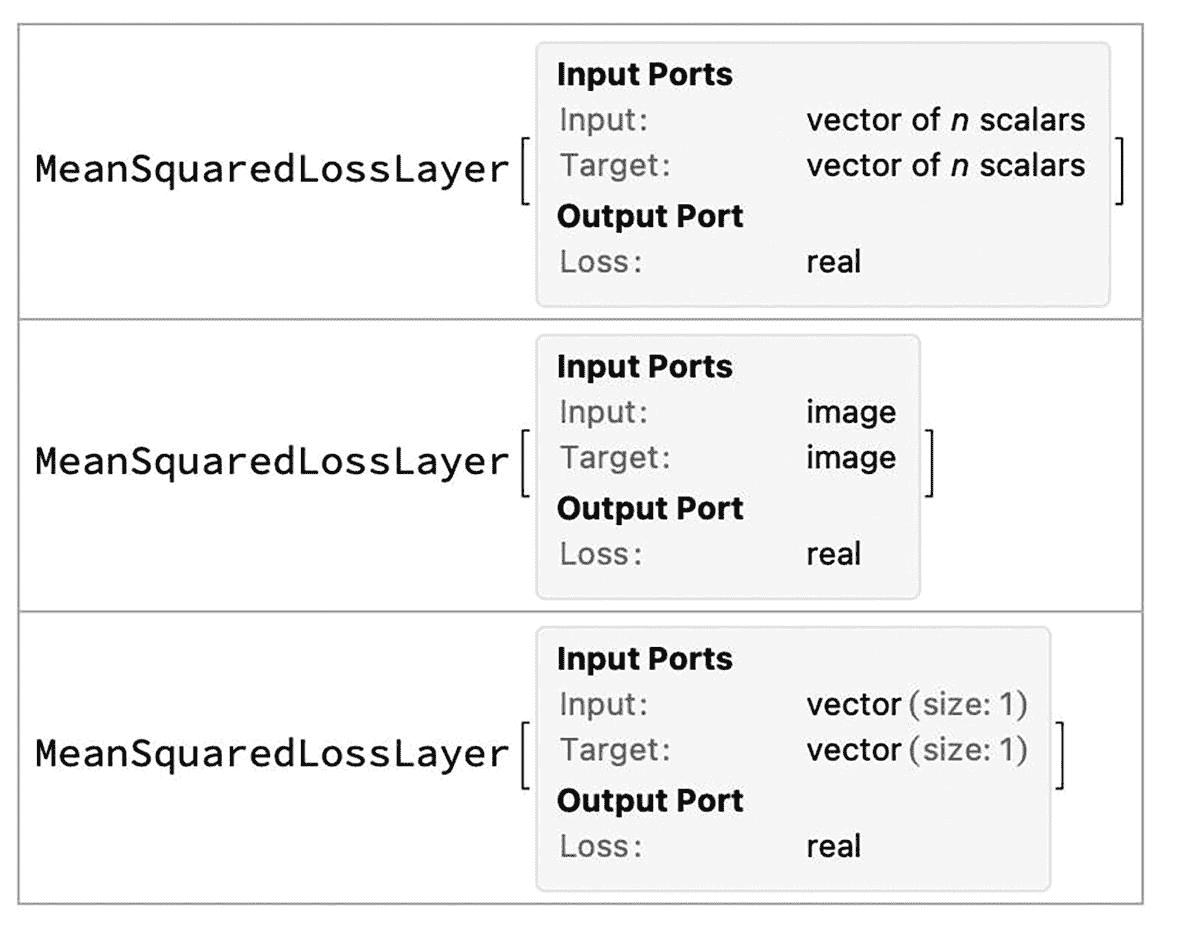 Input Ports
Input: vector of n scalars
MeanSquaredLossLayer[ Target: vector of n scalars ]
Output Port
Loss: real
Input Ports
Input: image
MeanSquaredLossLayer[ Target: image ]
Output Port
Loss: real
Input Ports
Input: vector (size: 1)
MeanSquaredLossLayer[ Target: vector (size: 1) ]
Output Port
Loss: real